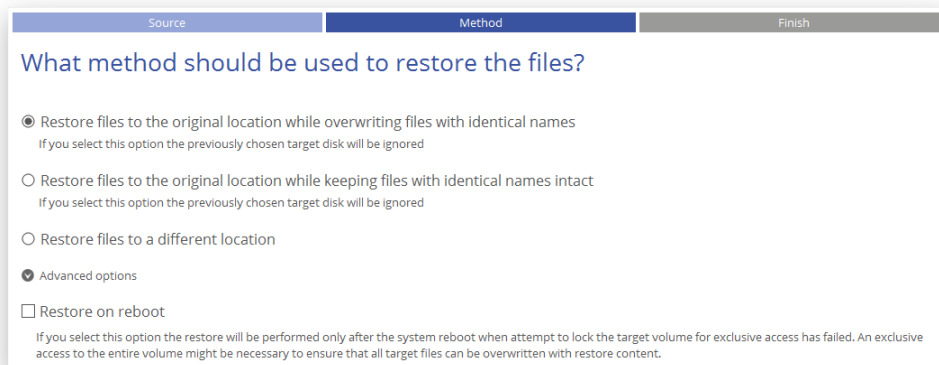 Source
Method
Finish
What method should be used to restore the files?
Restore files to the original location while overwriting files with identical names
If you select this option the previously chosen target disk will be ignored
Restore files to the original location while keeping files with identical names intact
If you select this option the previously chosen target disk will be ignored
Restore files to a different location
Advanced options
Restore on reboot
If you select this option the restore will be performed only after the system reboot when attempt to lock the target volume for exclusive access has failed. An exclusive
access to the entire volume might be necessary to ensure that all target files can be overwritten with restore content.